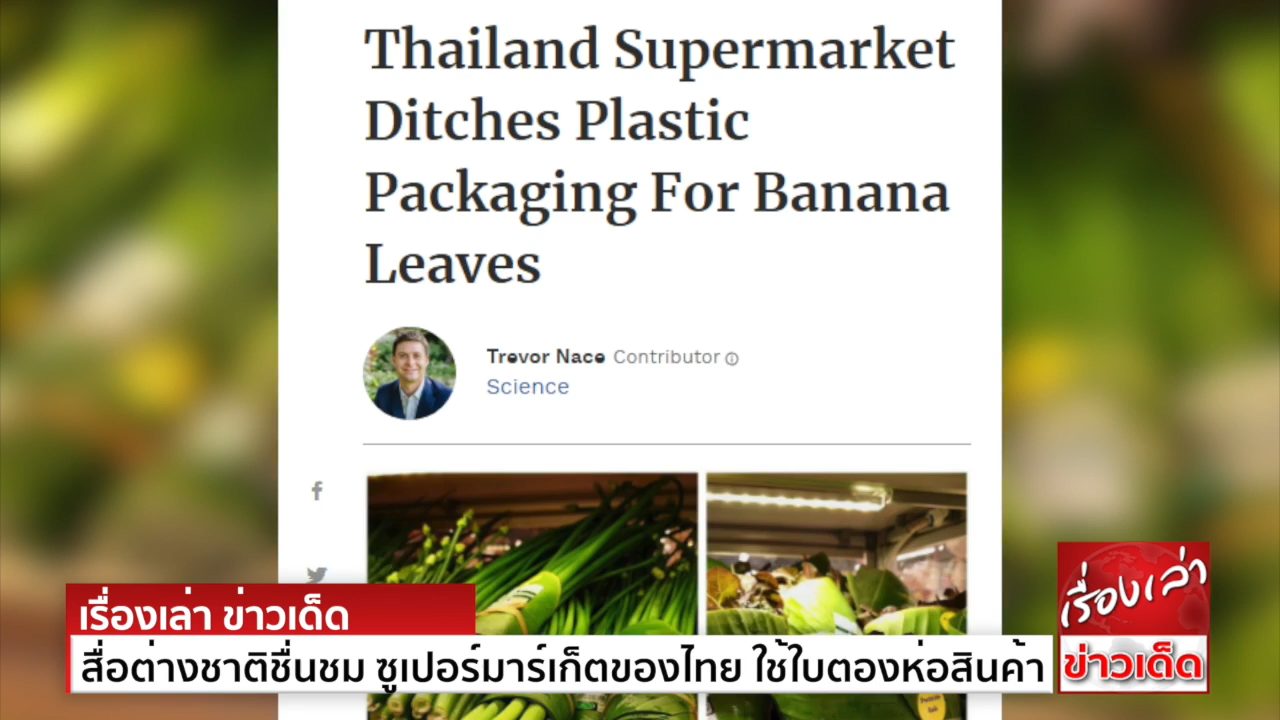 Thailand Supermarket
Ditches Plastic
Packaging For Banana
Leaves
Trevor Nace Contributor
Science
เรื่องเล่า ข่าวเด็ด
สื่อต่างชาติชื่นชม ซูเปอร์มาร์เก็ตของไทย ใช้ใบตองห่อสินค้า
เรื่องเล่า
ข่าวเด็ด